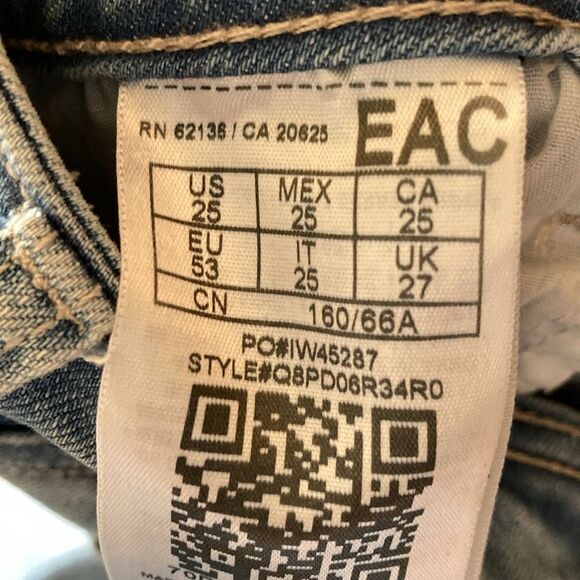 RN 62136 / CA 20625
EAC
US MEX CA
25 25 25
EU IT UK
53 25 27
CN 160/66A
PO#IW45287
STYLE#Q8PD06R34R0